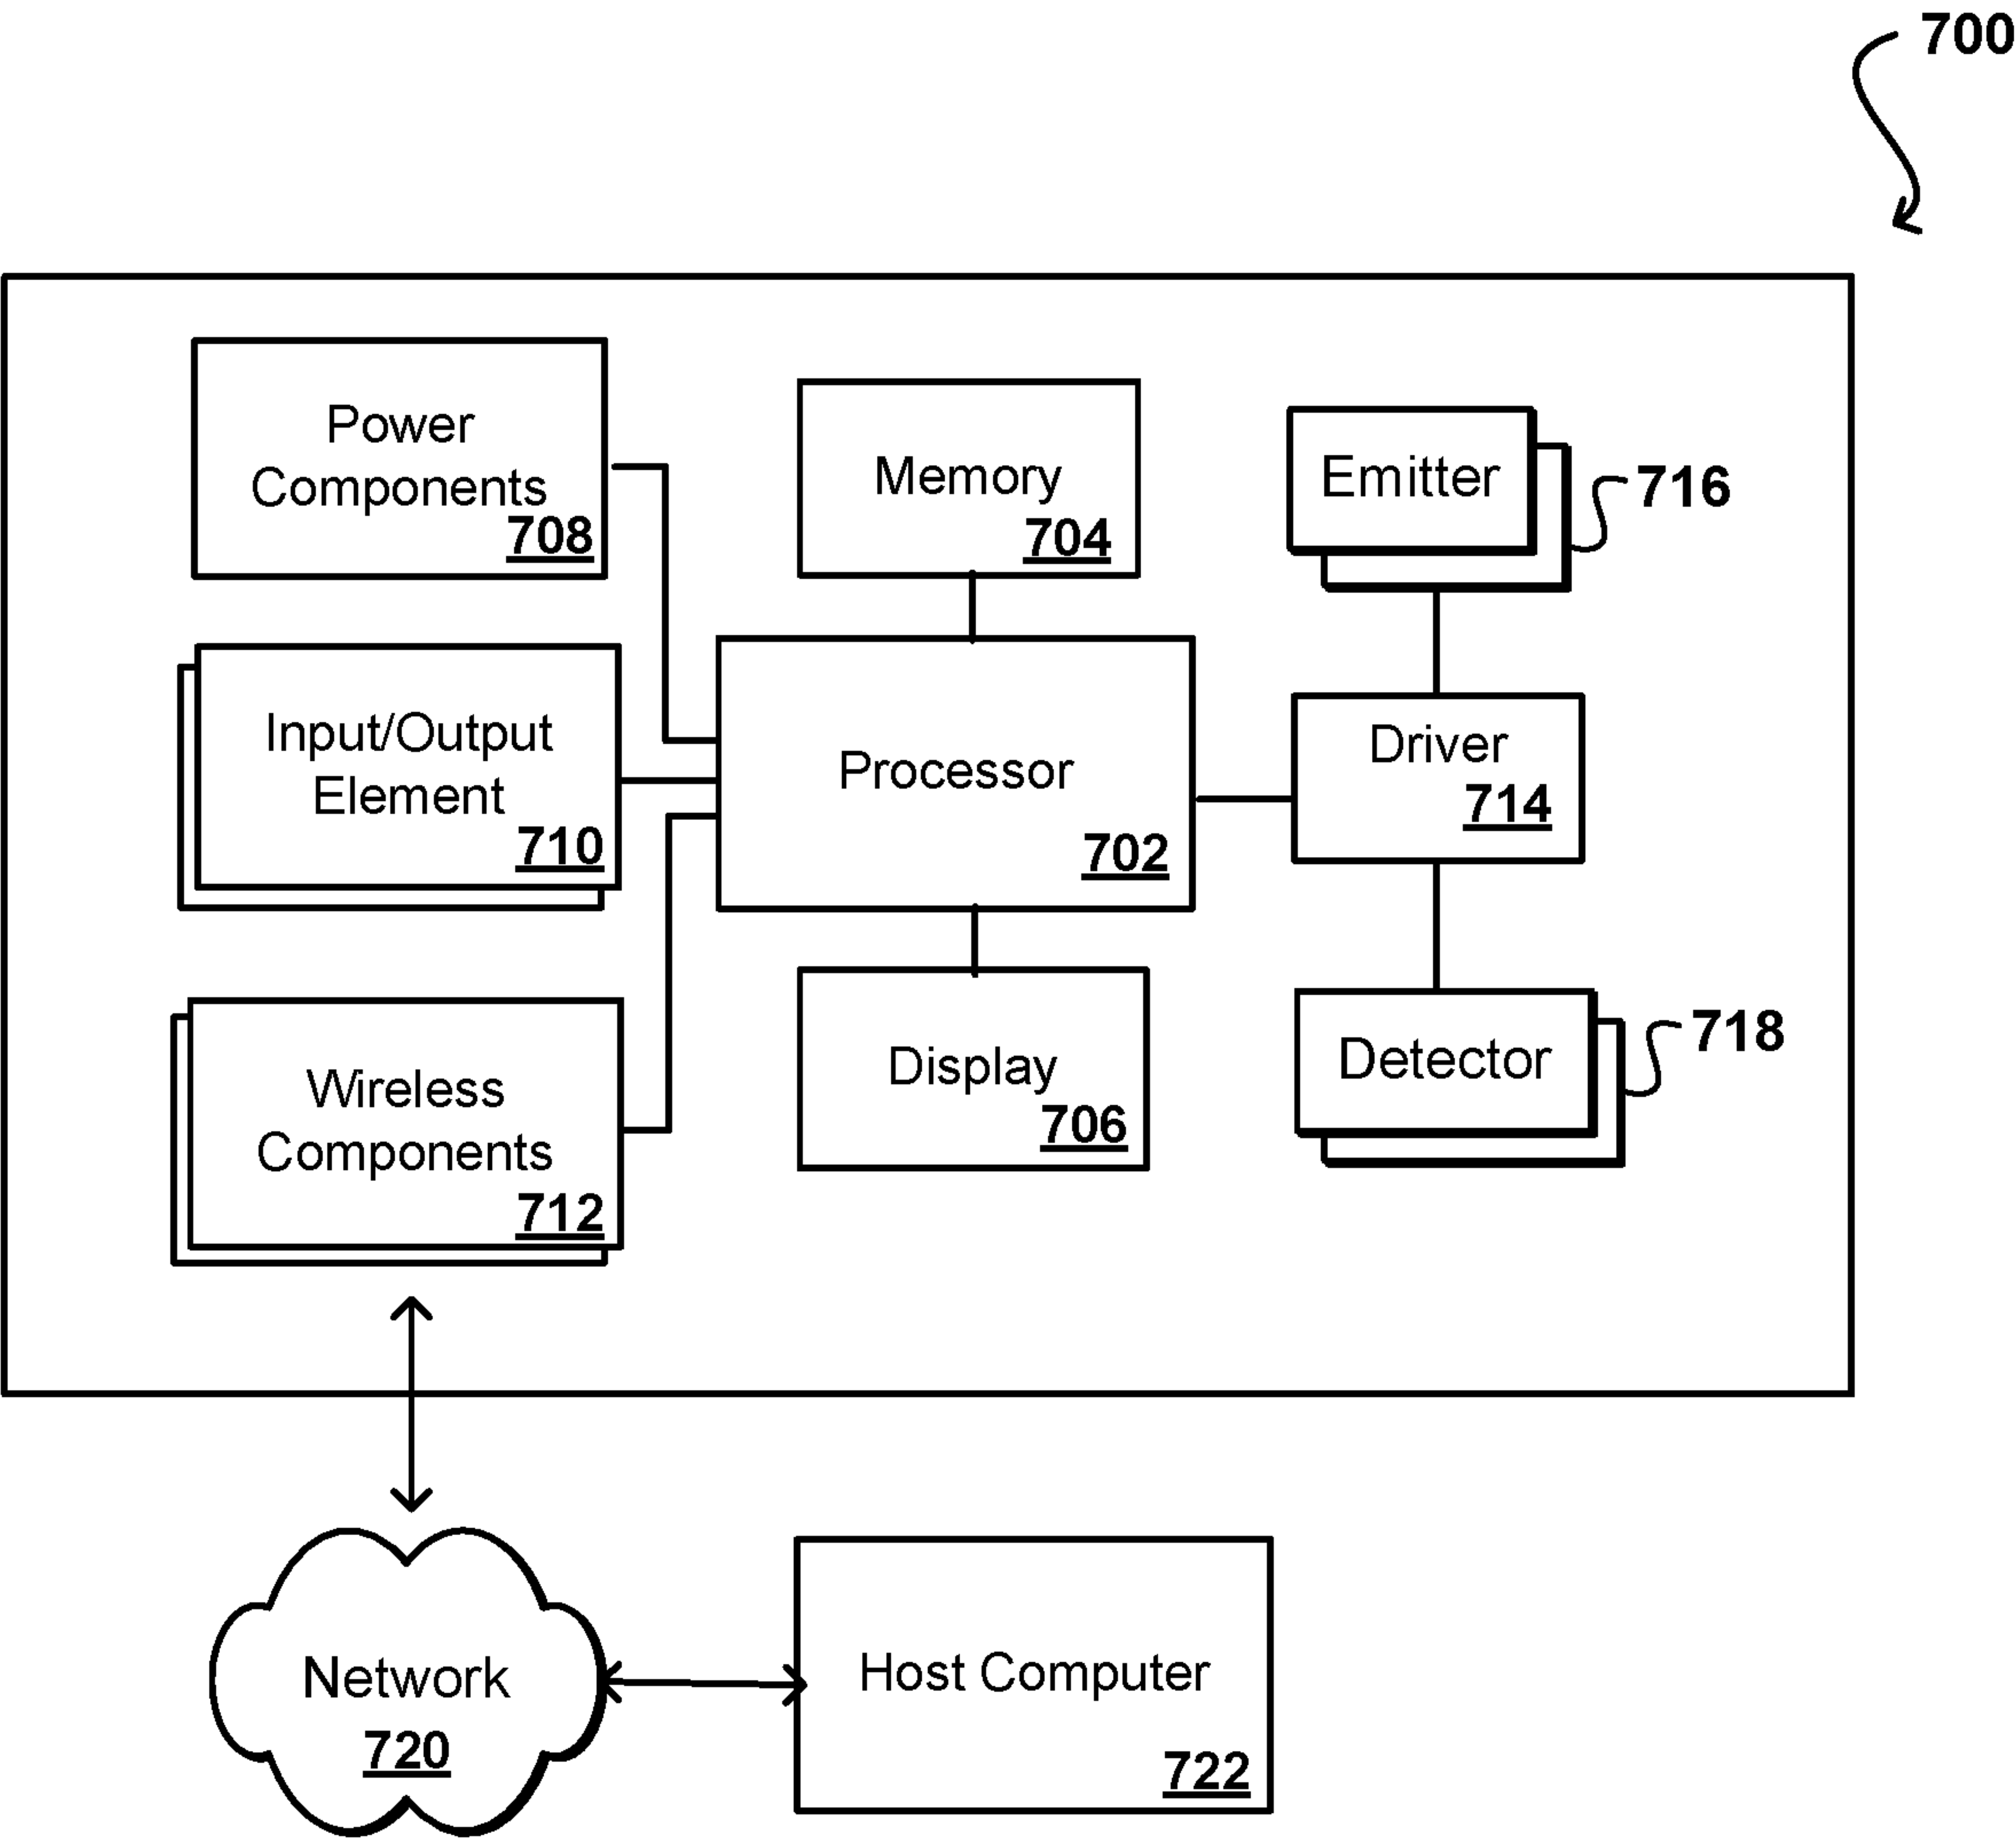 700
Power
Components
708
Memory
704
Emitter
716
Input/Output
Element
710
Processor
702
Driver
714
Wireless
Components
712
Display
706
Detector
718
Network
720
Host Computer
722